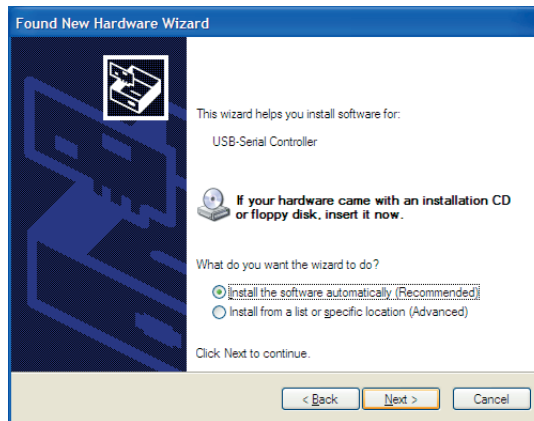 Found New Hardware Wizard
This wizard helps you install software for:
USB-Serial Controller
If your hardware came with an installation CD
or floppy disk, insert it now.
What do you want the wizard to do?
Install the software automatically (Recommended)
Install from a list or specific location (Advanced)
Click Next to continue.
< Back
Next >
Cancel